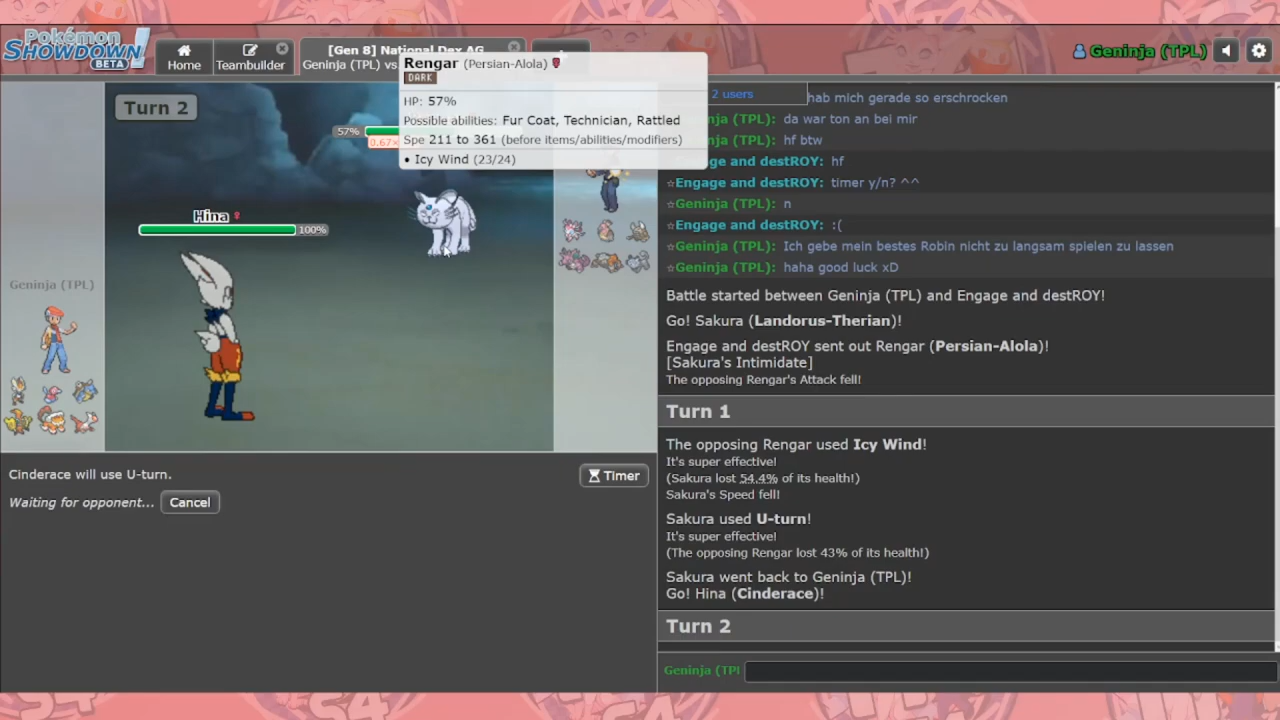 Pokémon
SHOWDOWN!
BETA
Home
Teambuilder
[Gen 8] National Dex AG
Geninja (TPL) vs
Geninja (TPL)
Rengar (Persian-Alola)
DARK
HP: 57%
Possible abilities: Fur Coat, Technician, Rattled
Spe 211 to 361 (before items/abilities/modifiers)
• Icy Wind (23/24)
Turn 2
57%
0.67×
Hina
100%
Geninja (TPL)
Cinderace will use U-turn.
Timer
Waiting for opponent...
Cancel
2 users
hab mich gerade so erschrocken
nja (TPL): da war ton an bei mir
nja (TPL): hf btw
ge and destROY: hf
☆Engage and destROY: timer y/n? ^^
☆Geninja (TPL): n
☆Engage and destROY: :(
☆Geninja (TPL): Ich gebe mein bestes Robin nicht zu langsam spielen zu lassen
☆Geninja (TPL): haha good luck xD
Battle started between Geninja (TPL) and Engage and destROY!
Go! Sakura (Landorus-Therian)!
Engage and destROY sent out Rengar (Persian-Alola)!
[Sakura's Intimidate]
The opposing Rengar's Attack fell!
Turn 1
The opposing Rengar used Icy Wind!
It's super effective!
(Sakura lost 54.4% of its health!)
Sakura's Speed fell!
Sakura used U-turn!
It's super effective!
(The opposing Rengar lost 43% of its health!)
Sakura went back to Geninja (TPL)!
Go! Hina (Cinderace)!
Turn 2
Geninja (TPL